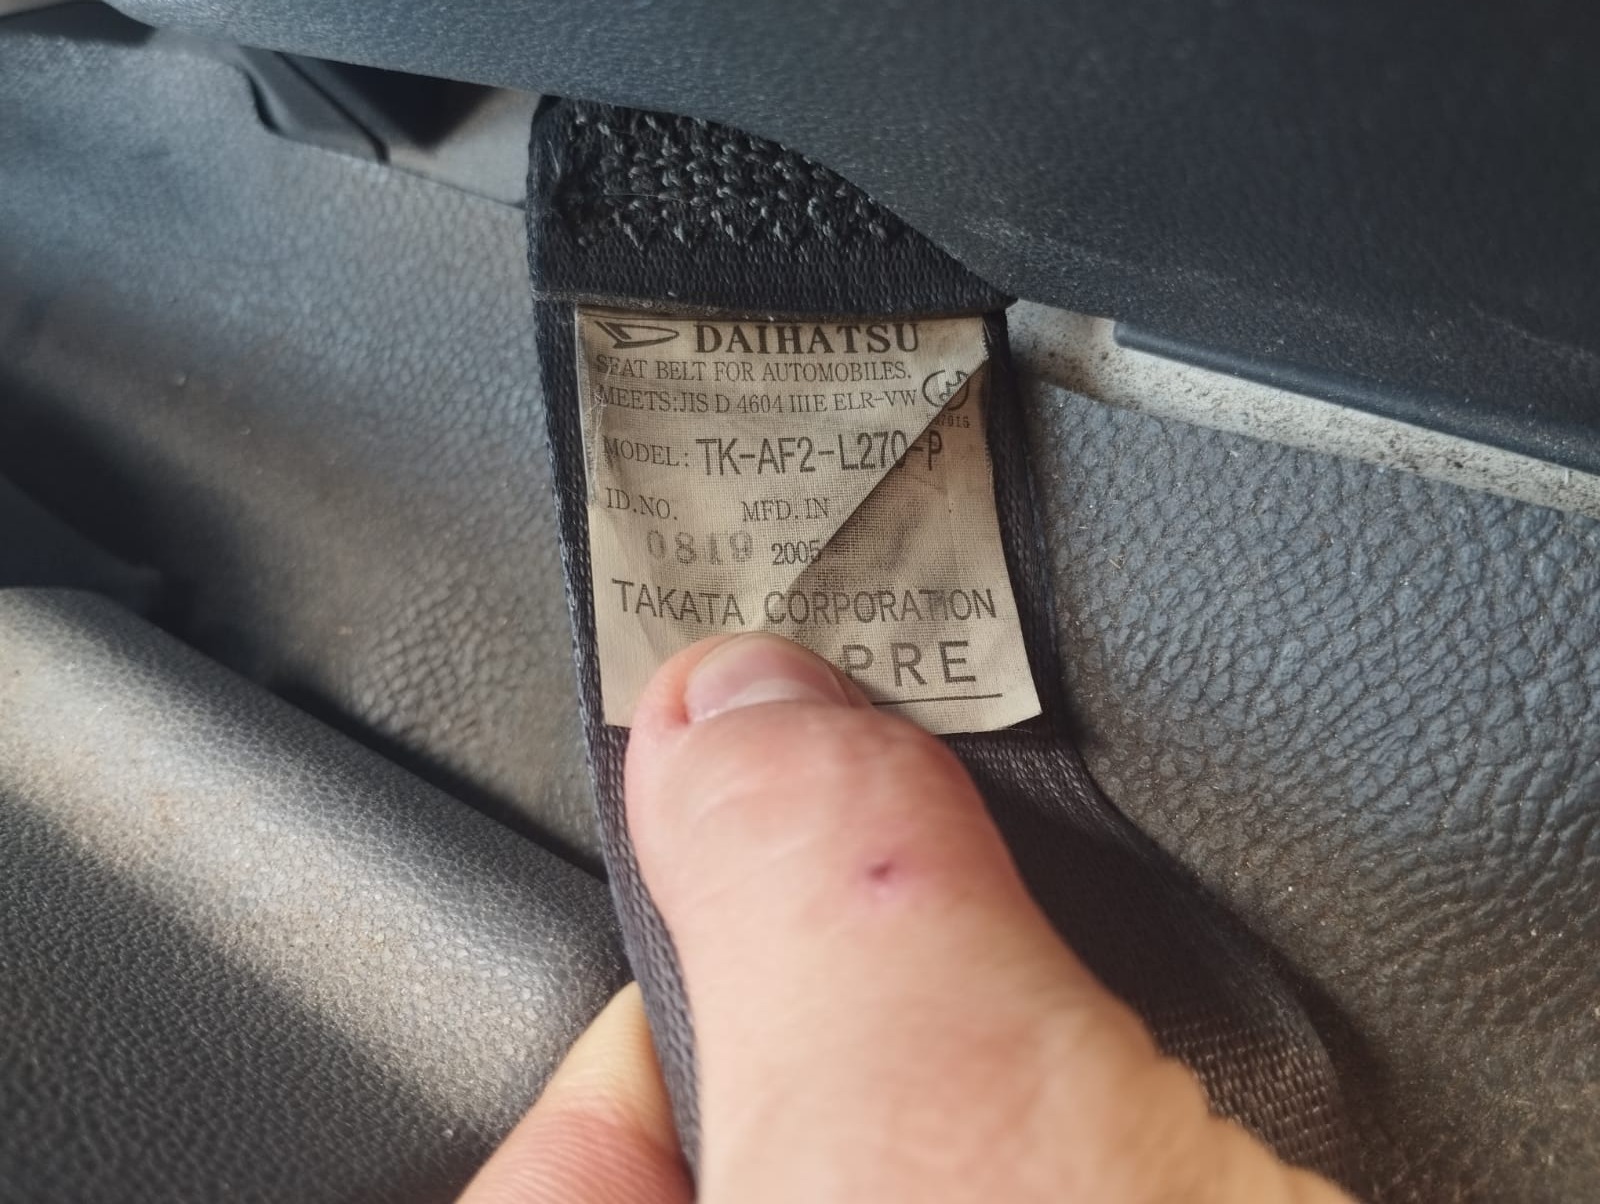 DAIHATSU
SEAT BELT FOR AUTOMOBILES.
MEETS:JIS D 4604 IIIE ELR-VW
MODEL: TK-AF2-L270-P
ID.NO. MFD. IN
0819 2005
TAKATA CORPORATION
PRE